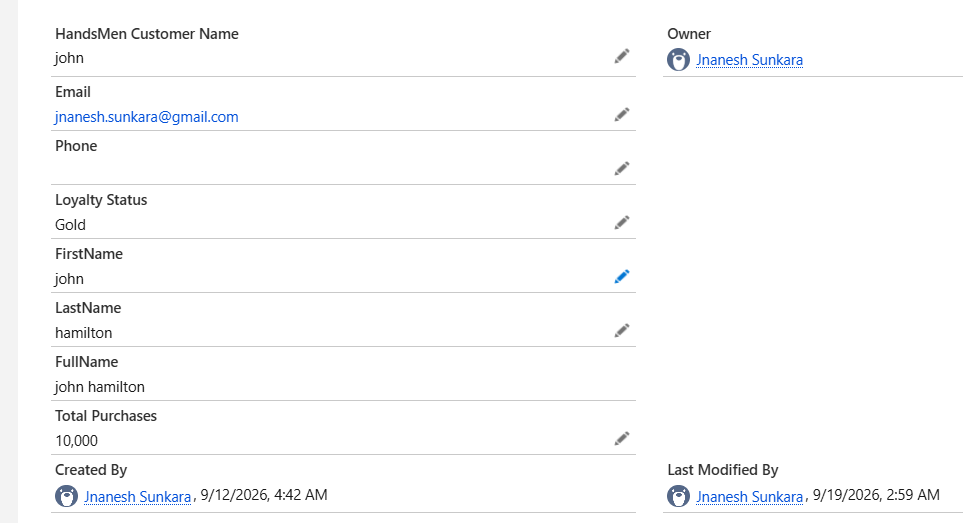 HandsMen Customer Name
john
Owner
Jnanesh Sunkara
Email
jnanesh.sunkara@gmail.com
Phone
Loyalty Status
Gold
FirstName
john
LastName
hamilton
FullName
john hamilton
Total Purchases
10,000
Created By
Jnanesh Sunkara, 9/12/2026, 4:42 AM
Last Modified By
Jnanesh Sunkara, 9/19/2026, 2:59 AM